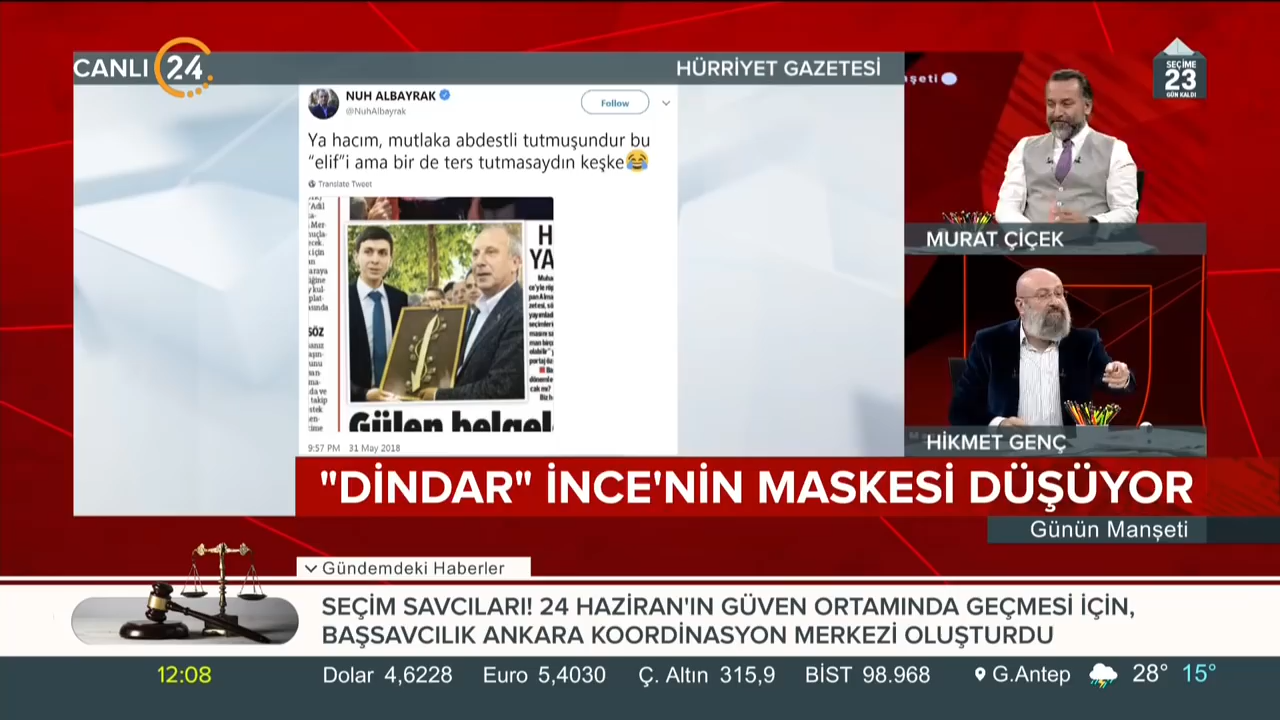 CANLI 24
HÜRRİYET GAZETESİ
SEÇİME
23
GÜN KALDI
NUH ALBAYRAK
@NuhAlbayrak
Follow
Ya hacım, mutlaka abdestli tutmuşundur bu
“elif”i ama bir de ters tutmasaydın keşke😂
Translate Tweet
H
YA
SÖZ
Gülen belgel
9:57 PM 31 May 2018
MURAT ÇİÇEK
HİKMET GENÇ
"DİNDAR" İNCE'NİN MASKESİ DÜŞÜYOR
Günün Manşeti
Gündemdeki Haberler
SEÇİM SAVCILARI! 24 HAZİRAN'IN GÜVEN ORTAMINDA GEÇMESİ İÇİN,
BAŞSAVCILIK ANKARA KOORDİNASYON MERKEZİ OLUŞTURDU
12:08 Dolar 4,6228 Euro 5,4030 Ç. Altın 315,9 BİST 98.968 G.Antep 28° 15°